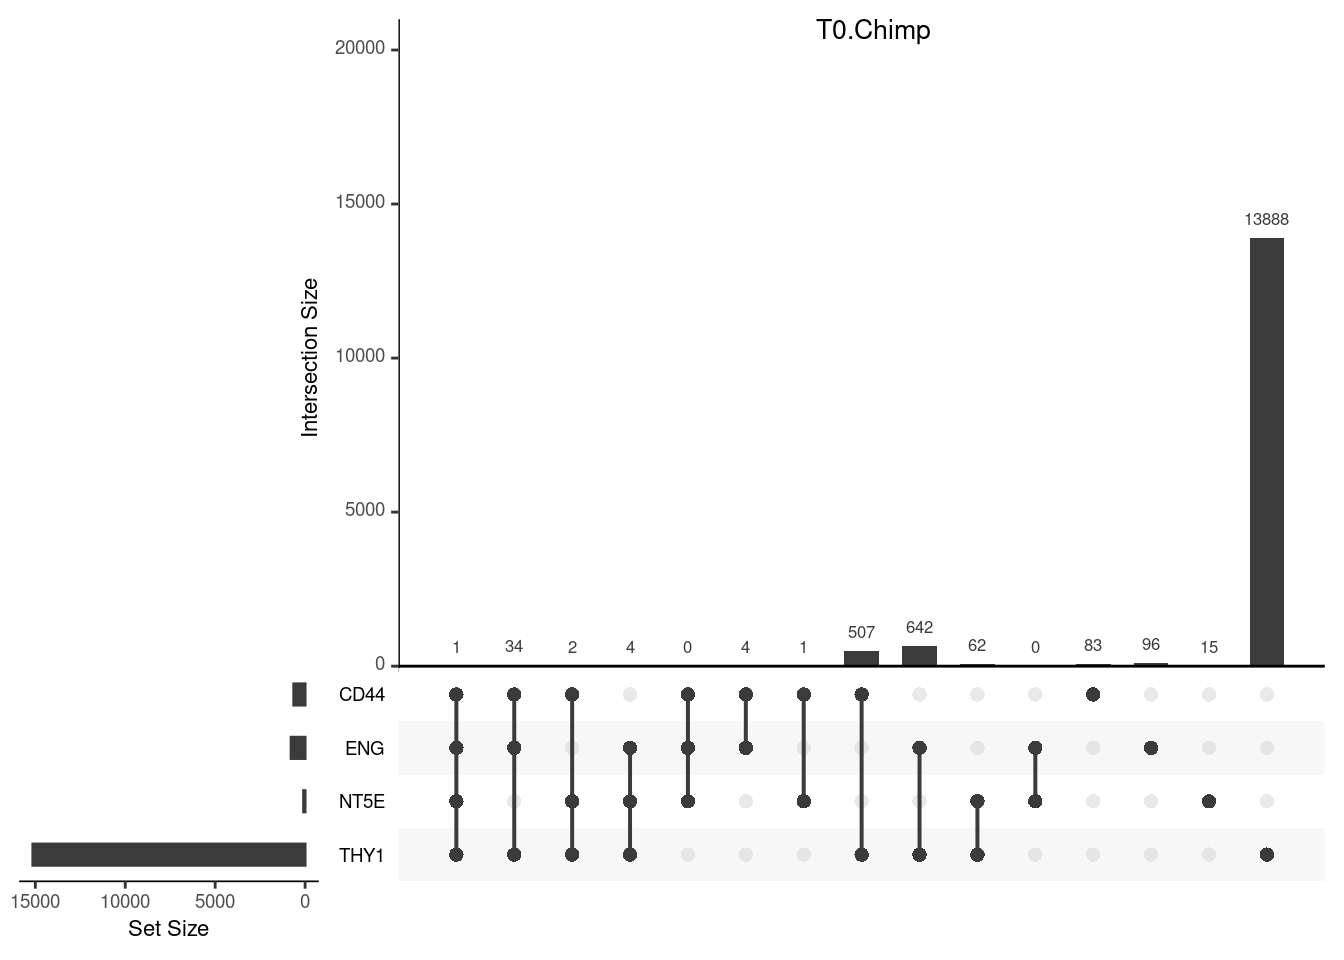 T0.Chimp
20000
15000
10000
5000
0
Intersection Size
1 34 2 4 0 4 1 507 642 62 0 83 96 15 13888
CD44
ENG
NT5E
THY1
15000 10000 5000 0
Set Size